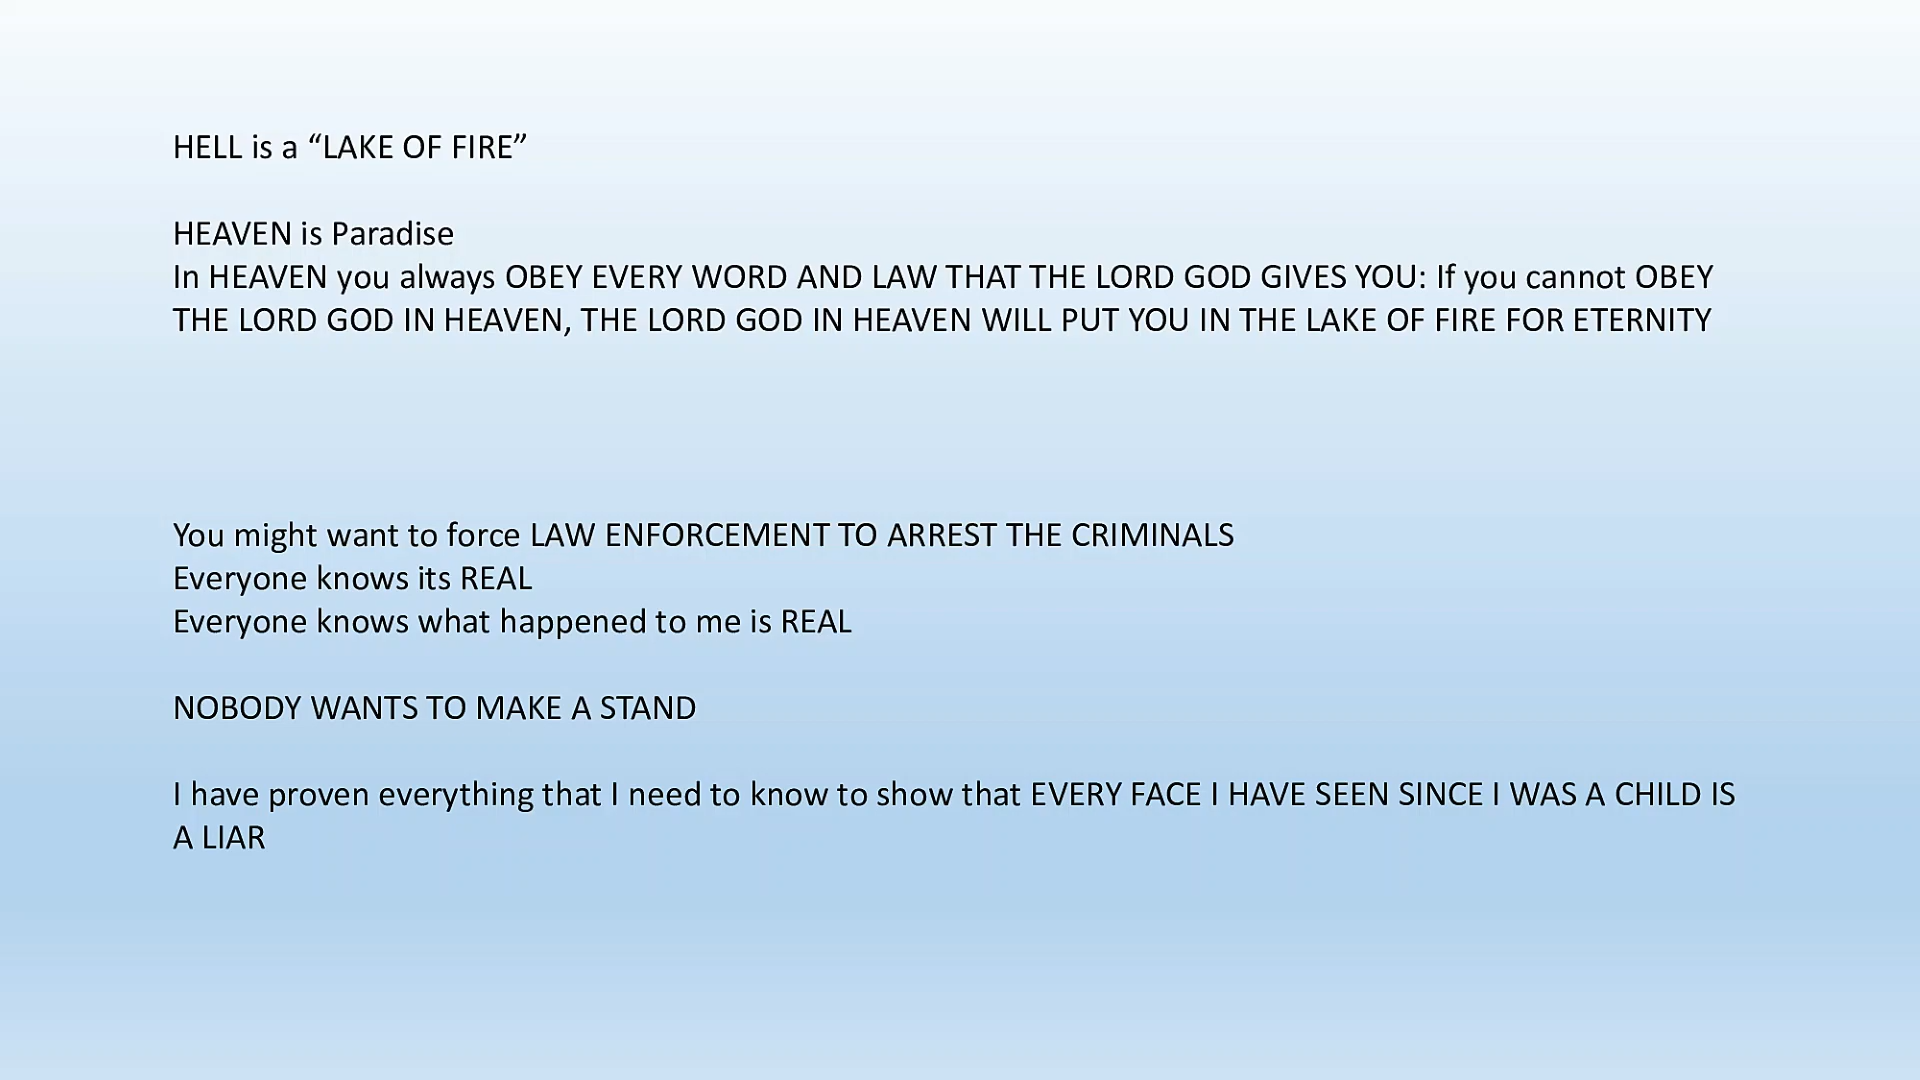 HELL is a “LAKE OF FIRE”
HEAVEN is Paradise
In HEAVEN you always OBEY EVERY WORD AND LAW THAT THE LORD GOD GIVES YOU: If you cannot OBEY
THE LORD GOD IN HEAVEN, THE LORD GOD IN HEAVEN WILL PUT YOU IN THE LAKE OF FIRE FOR ETERNITY
You might want to force LAW ENFORCEMENT TO ARREST THE CRIMINALS
Everyone knows its REAL
Everyone knows what happened to me is REAL
NOBODY WANTS TO MAKE A STAND
I have proven everything that I need to know to show that EVERY FACE I HAVE SEEN SINCE I WAS A CHILD IS
A LIAR